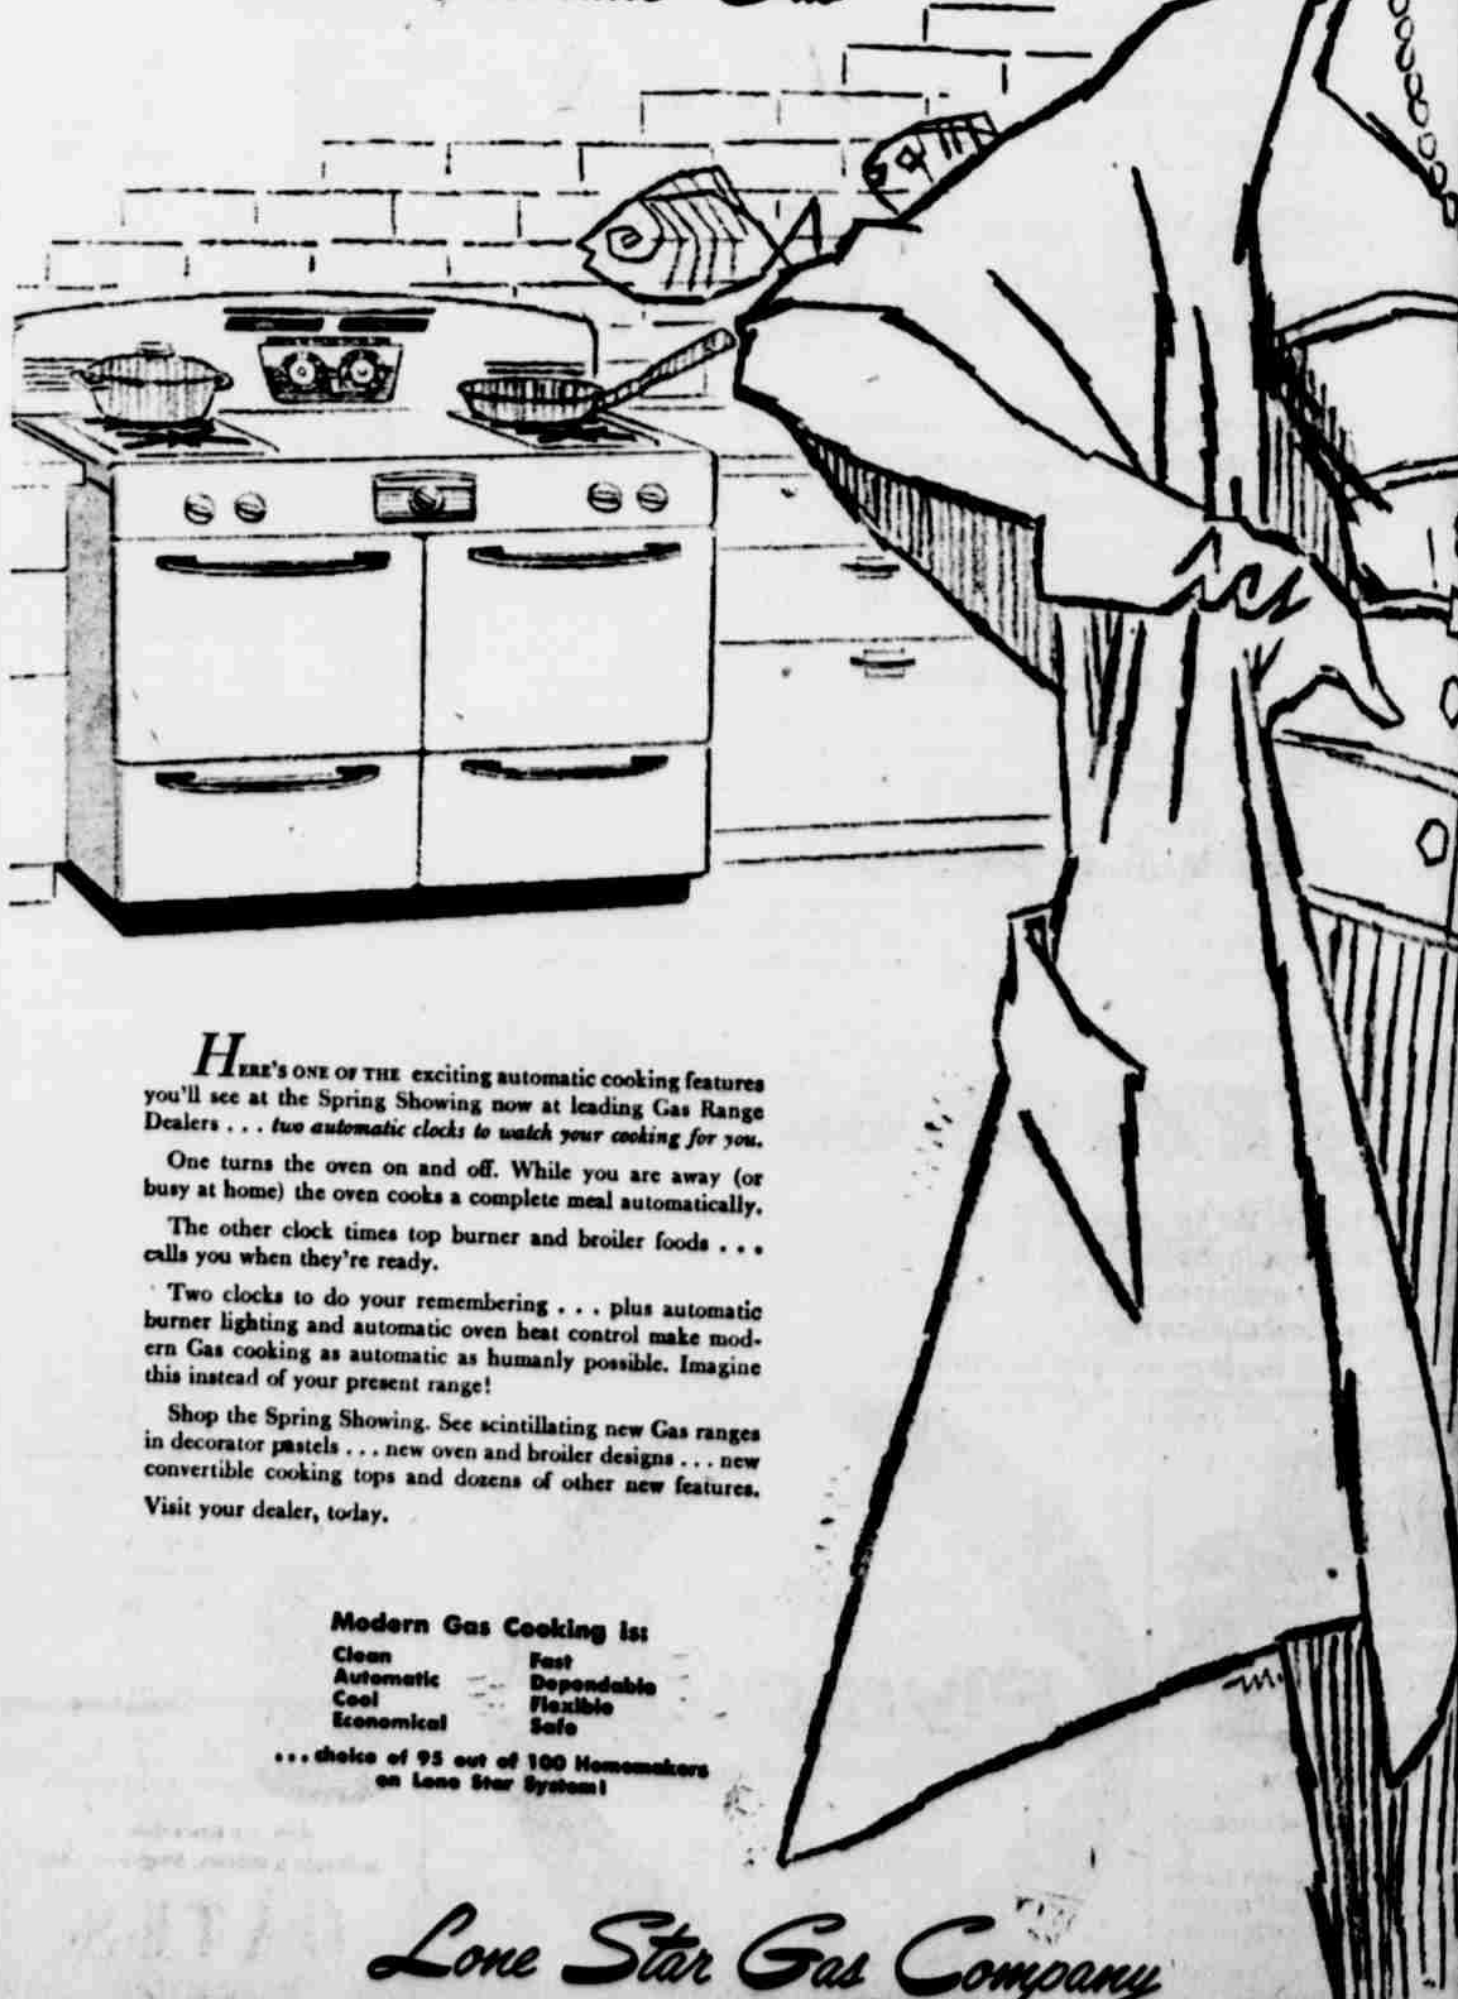 Gas
HERE'S ONE OF THE exciting automatic cooking features
you'll see at the Spring Showing now at leading Gas Range
Dealers . . . two automatic clocks to watch your cooking for you.
One turns the oven on and off. While you are away (or
busy at home) the oven cooks a complete meal automatically.
The other clock times top burner and broiler foods . . .
calls you when they're ready.
Two clocks to do your remembering . . . plus automatic
burner lighting and automatic oven heat control make mod-
ern Gas cooking as automatic as humanly possible. Imagine
this instead of your present range!
Shop the Spring Showing. See scintillating new Gas ranges
in decorator pastels . . . new oven and broiler designs . . . new
convertible cooking tops and dozens of other new features.
Visit your dealer, today.
Modern Gas Cooking is:
Clean Fast
Automatic Dependable
Cool Flexible
Economical Safe
. . . choice of 95 out of 100 Homemakers
on Lone Star System!
Lone Star Gas Company